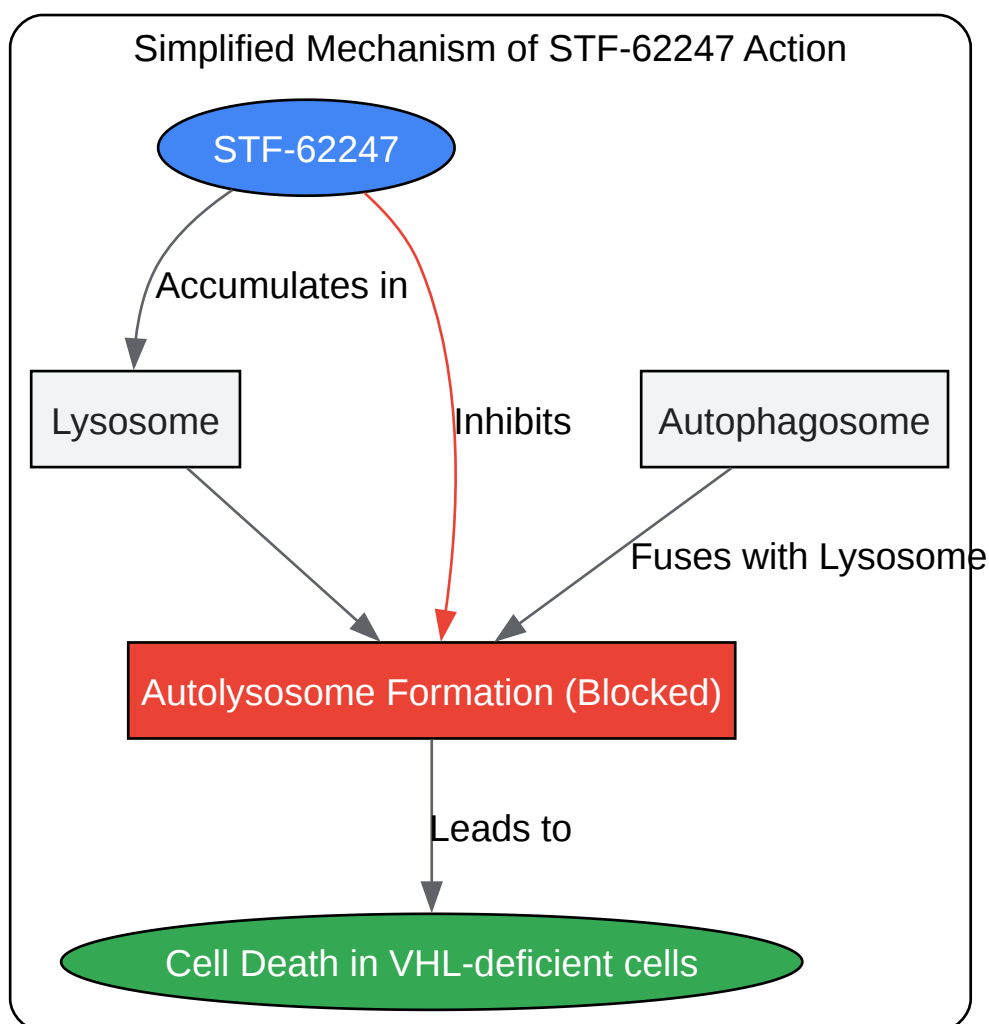 Simplified Mechanism of STF-62247 Action
STF-62247
Accumulates in
Lysosome
Inhibits
Autophagosome
Fuses with Lysosome
Autolysosome Formation (Blocked)
Leads to
Cell Death in VHL-deficient cells